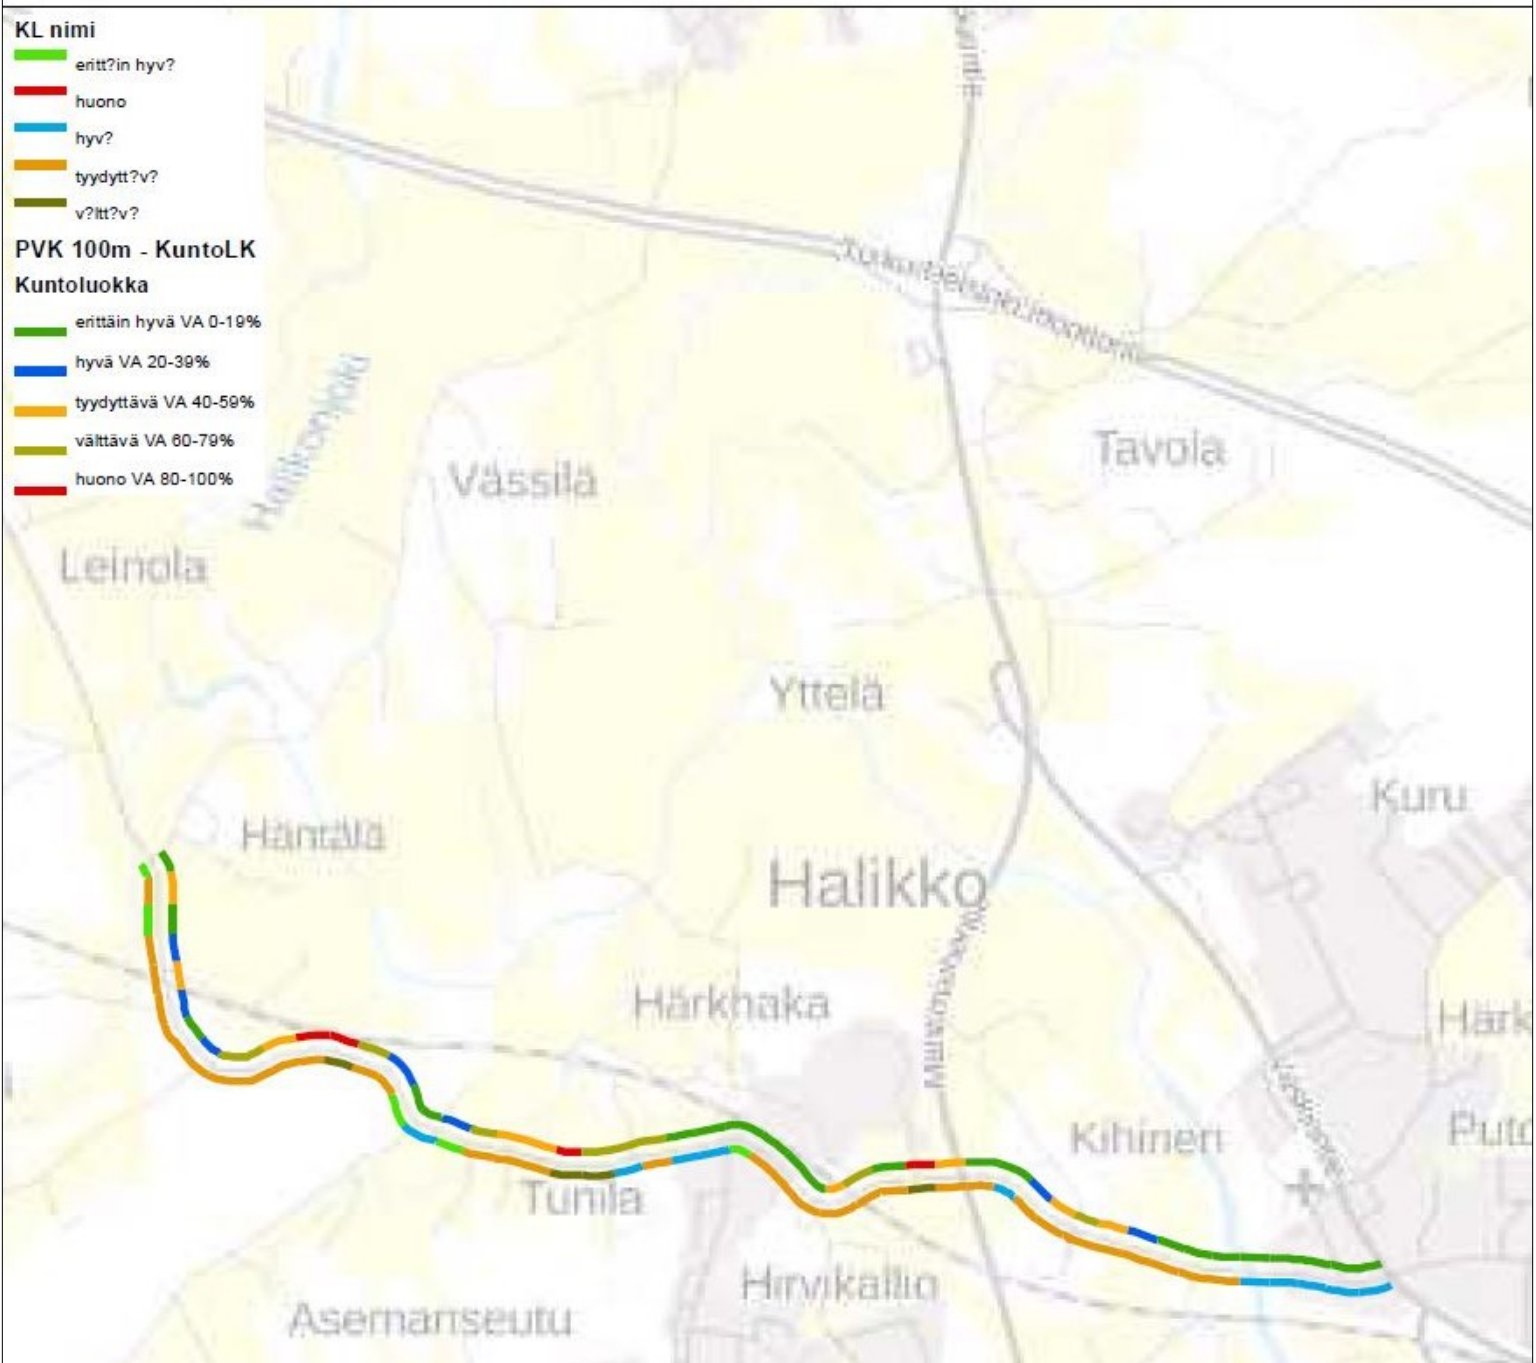 KL nimi
eritt?in hyv?
huono
hyv?
tyydytt?v?
v?ltt?v?
PVK 100m - KuntoLK
Kuntoluokka
erittäin hyvä VA 0-19%
hyvä VA 20-39%
tyydyttävä VA 40-59%
välttävä VA 60-79%
huono VA 80-100%
Halikonjoki
Vässilä
Tavola
Leinola
Yttelä
Kuru
Häntälä
Halikko
Härkhaka
Härk
Kihinen
Tunila
Hirvikallio
Asemanseutu